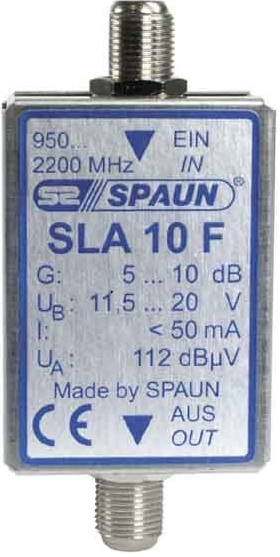 950... ▼ EIN
2200 MHz IN
S2 SPAUN®
SLA 10 F
G: 5 ... 10 dB
UB: 11,5 ... 20 V
I: < 50 mA
UA: 112 dBµV
Made by SPAUN
CE ▼ AUS
OUT